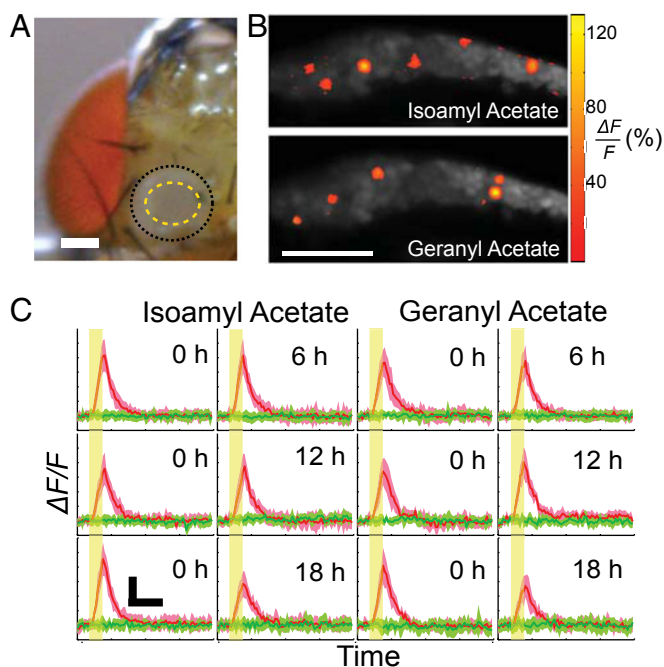 A
B
Isoamyl Acetate
Geranyl Acetate
120
80
40
ΔF/F (%)
C
Isoamyl Acetate Geranyl Acetate
0 h 6 h 0 h 6 h
0 h 12 h 0 h 12 h
0 h 18 h 0 h 18 h
ΔF/F
Time